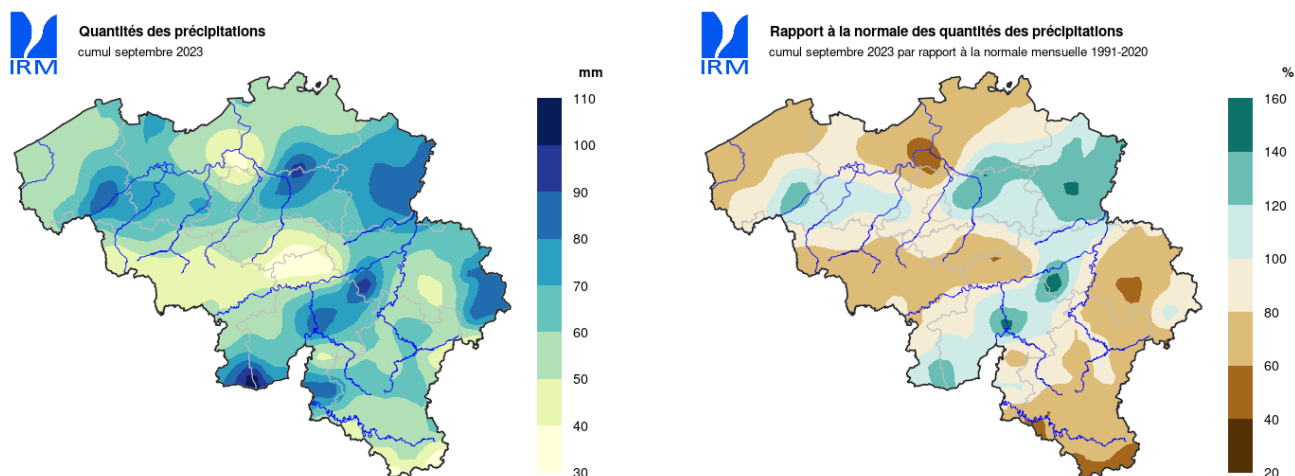 Quantités des précipitations
cumul septembre 2023
IRM
mm
110
100
90
80
70
60
50
40
30
Rapport à la normale des quantités des précipitations
cumul septembre 2023 par rapport à la normale mensuelle 1991-2020
IRM
%
160
140
120
100
80
60
40
20